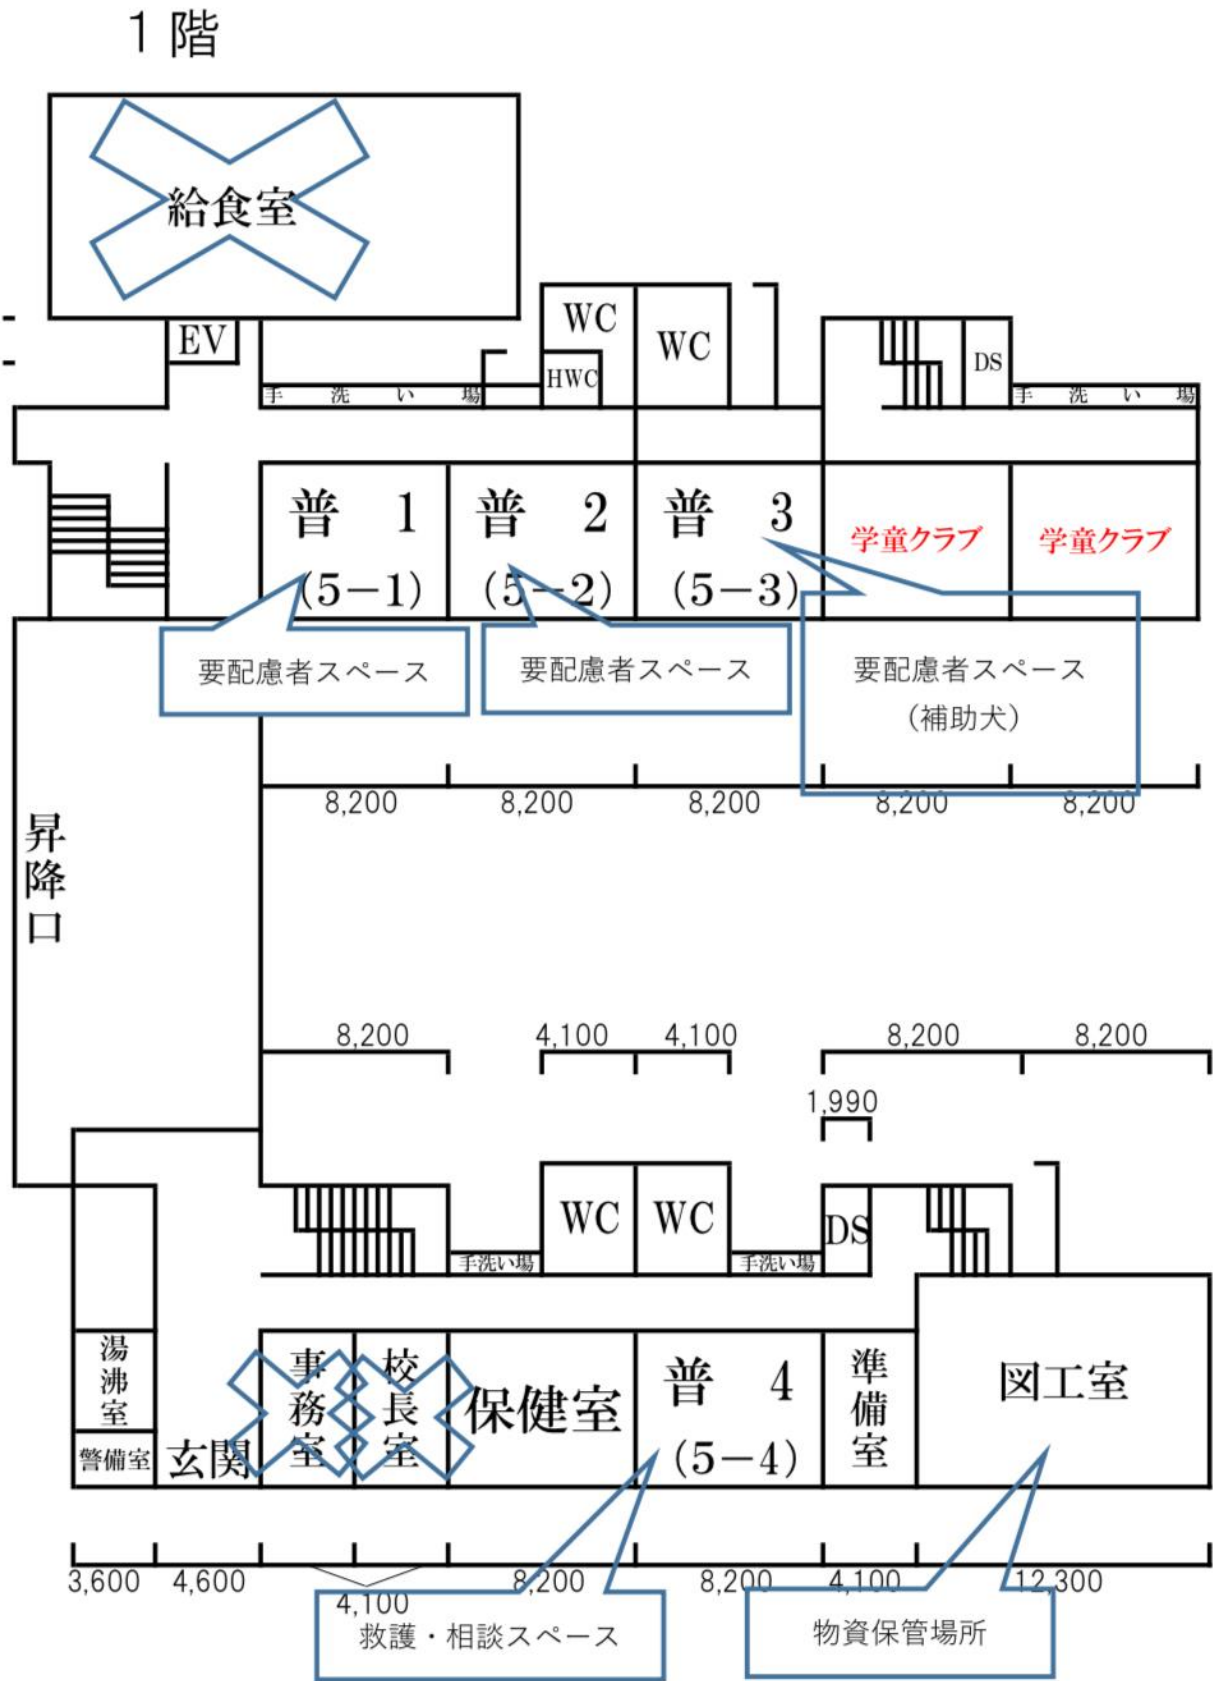 1階
給食室
EV
WC
WC
HWC
DS
手洗い場
手洗い場
普 1
(5-1)
普 2
(5-2)
普 3
(5-3)
学童クラブ
学童クラブ
要配慮者スペース
要配慮者スペース
要配慮者スペース
(補助犬)
8,200
8,200
8,200
8,200
8,200
昇降口
8,200
4,100
4,100
8,200
8,200
1,990
WC
WC
DS
手洗い場
手洗い場
湯沸室
警備室
玄関
事務室
校長室
保健室
普 4
(5-4)
準備室
図工室
3,600
4,600
4,100
8,200
8,200
4,100
12,300
救護・相談スペース
物資保管場所